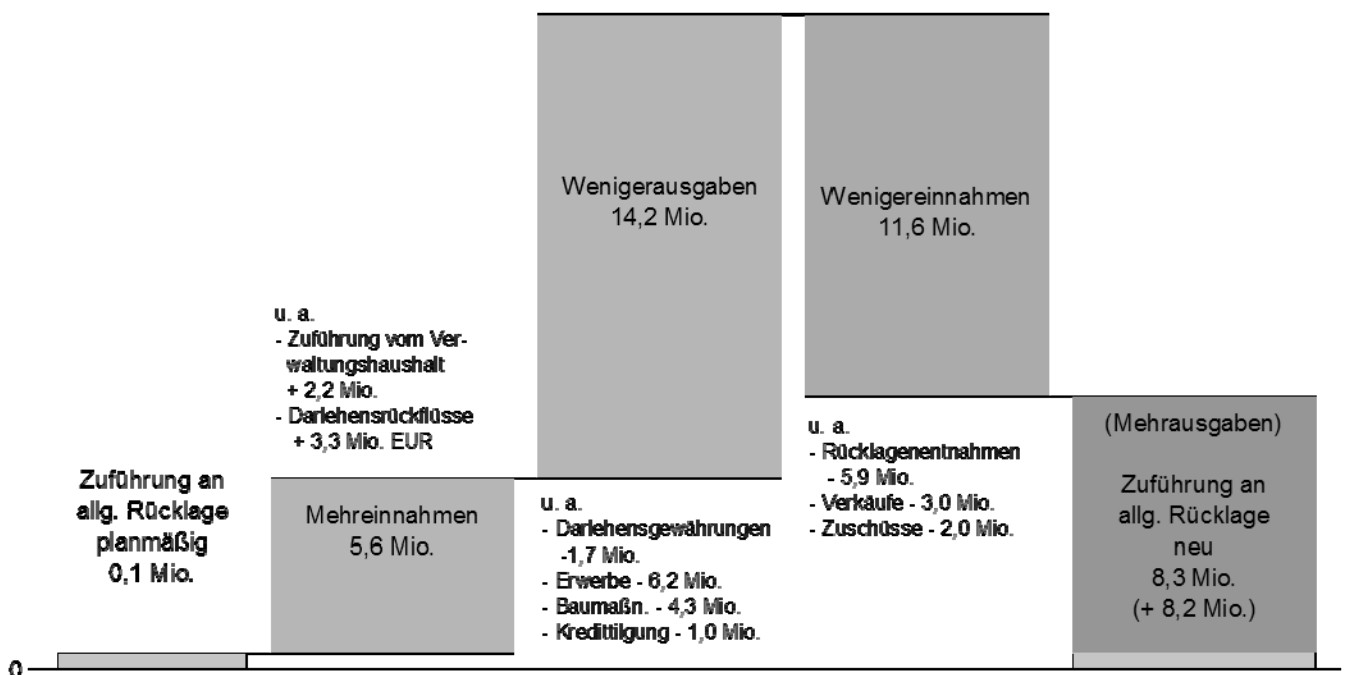 Wenigerausgaben
14,2 Mio.
Wenigereinnahmen
11,6 Mio.
u. a.
- Zuführung vom Ver-
waltungshaushalt
+ 2,2 Mio.
- Darlehensrückflüsse
+ 3,3 Mio. EUR
Zuführung an
allg. Rücklage
planmäßig
0,1 Mio.
Mehreinnahmen
5,6 Mio.
u. a.
- Darlehensgewährungen
-1,7 Mio.
- Erwerbe - 6,2 Mio.
- Baumaßn. - 4,3 Mio.
- Kredittilgung - 1,0 Mio.
u. a.
- Rücklagenentnahmen
- 5,9 Mio.
- Verkäufe - 3,0 Mio.
- Zuschüsse - 2,0 Mio.
(Mehrausgaben)
Zuführung an
allg. Rücklage
neu
8,3 Mio.
(+ 8,2 Mio.)
0